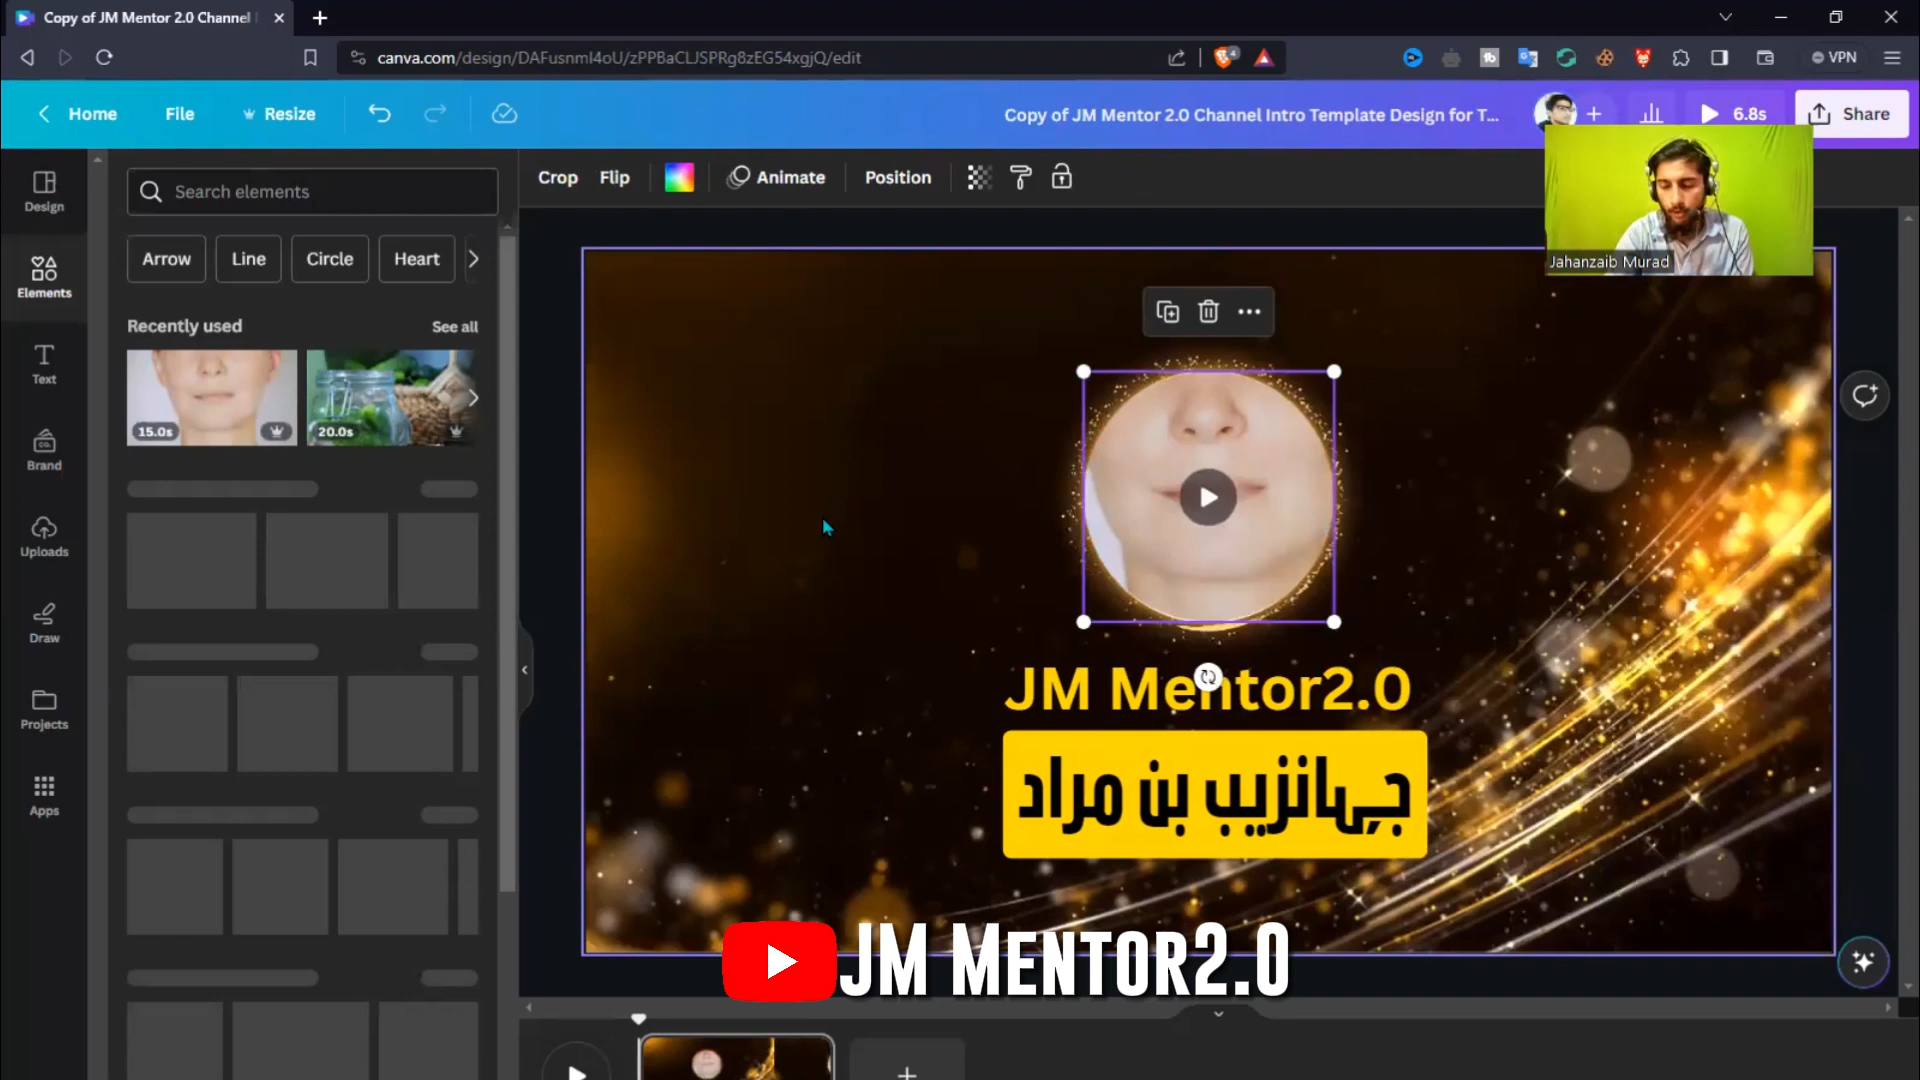 Copy of JM Mentor 2.0 Channel
canva.com/design/DAFusnml4oU/zPPBaCLJSPRg8zEG54xgjQ/edit
4
VPN
Home
File
Resize
Copy of JM Mentor 2.0 Channel Intro Template Design for T...
6.8s
Share
Design
Elements
Text
Brand
Uploads
Draw
Projects
Apps
Search elements
Arrow
Line
Circle
Heart
Recently used
See all
15.0s
20.0s
Crop
Flip
Animate
Position
Jahanzaib Murad
JM Mentor2.0
جہانزیب بن مراد
JM Mentor2.0